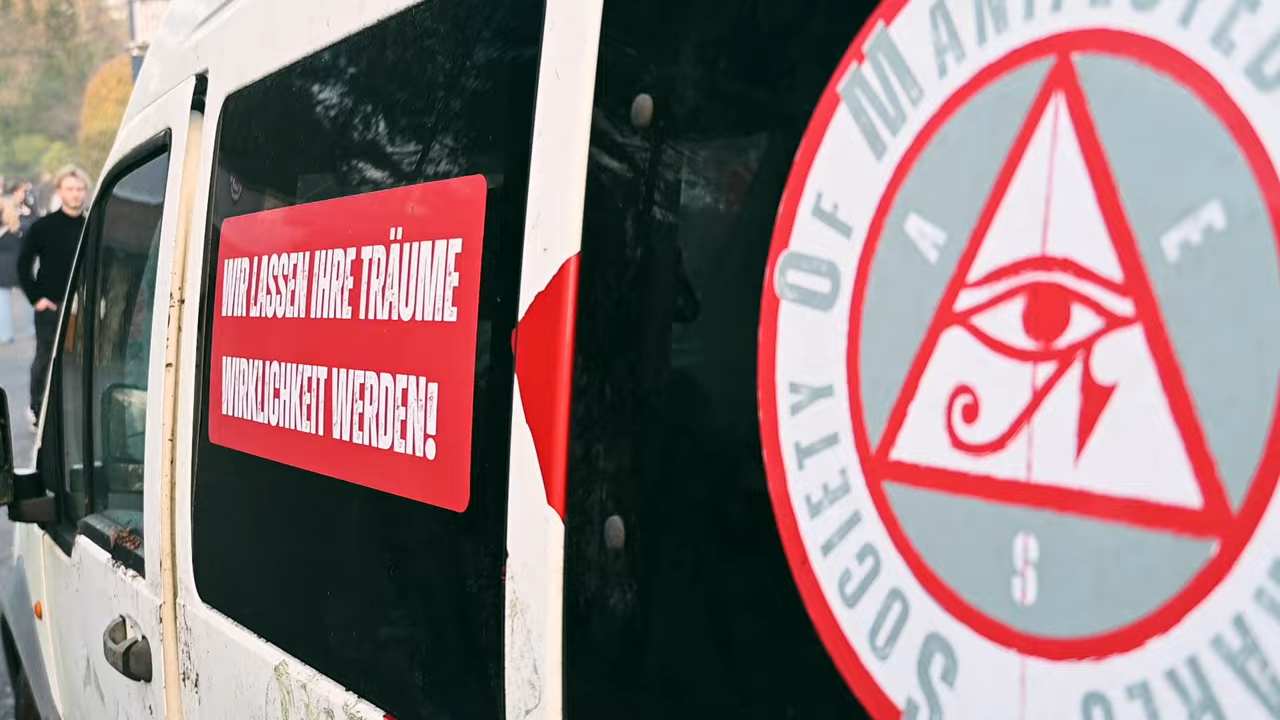 WIR LASSEN IHRE TRÄUME
WIRKLICHKEIT WERDEN!
SOCIETY OF
A
E
S